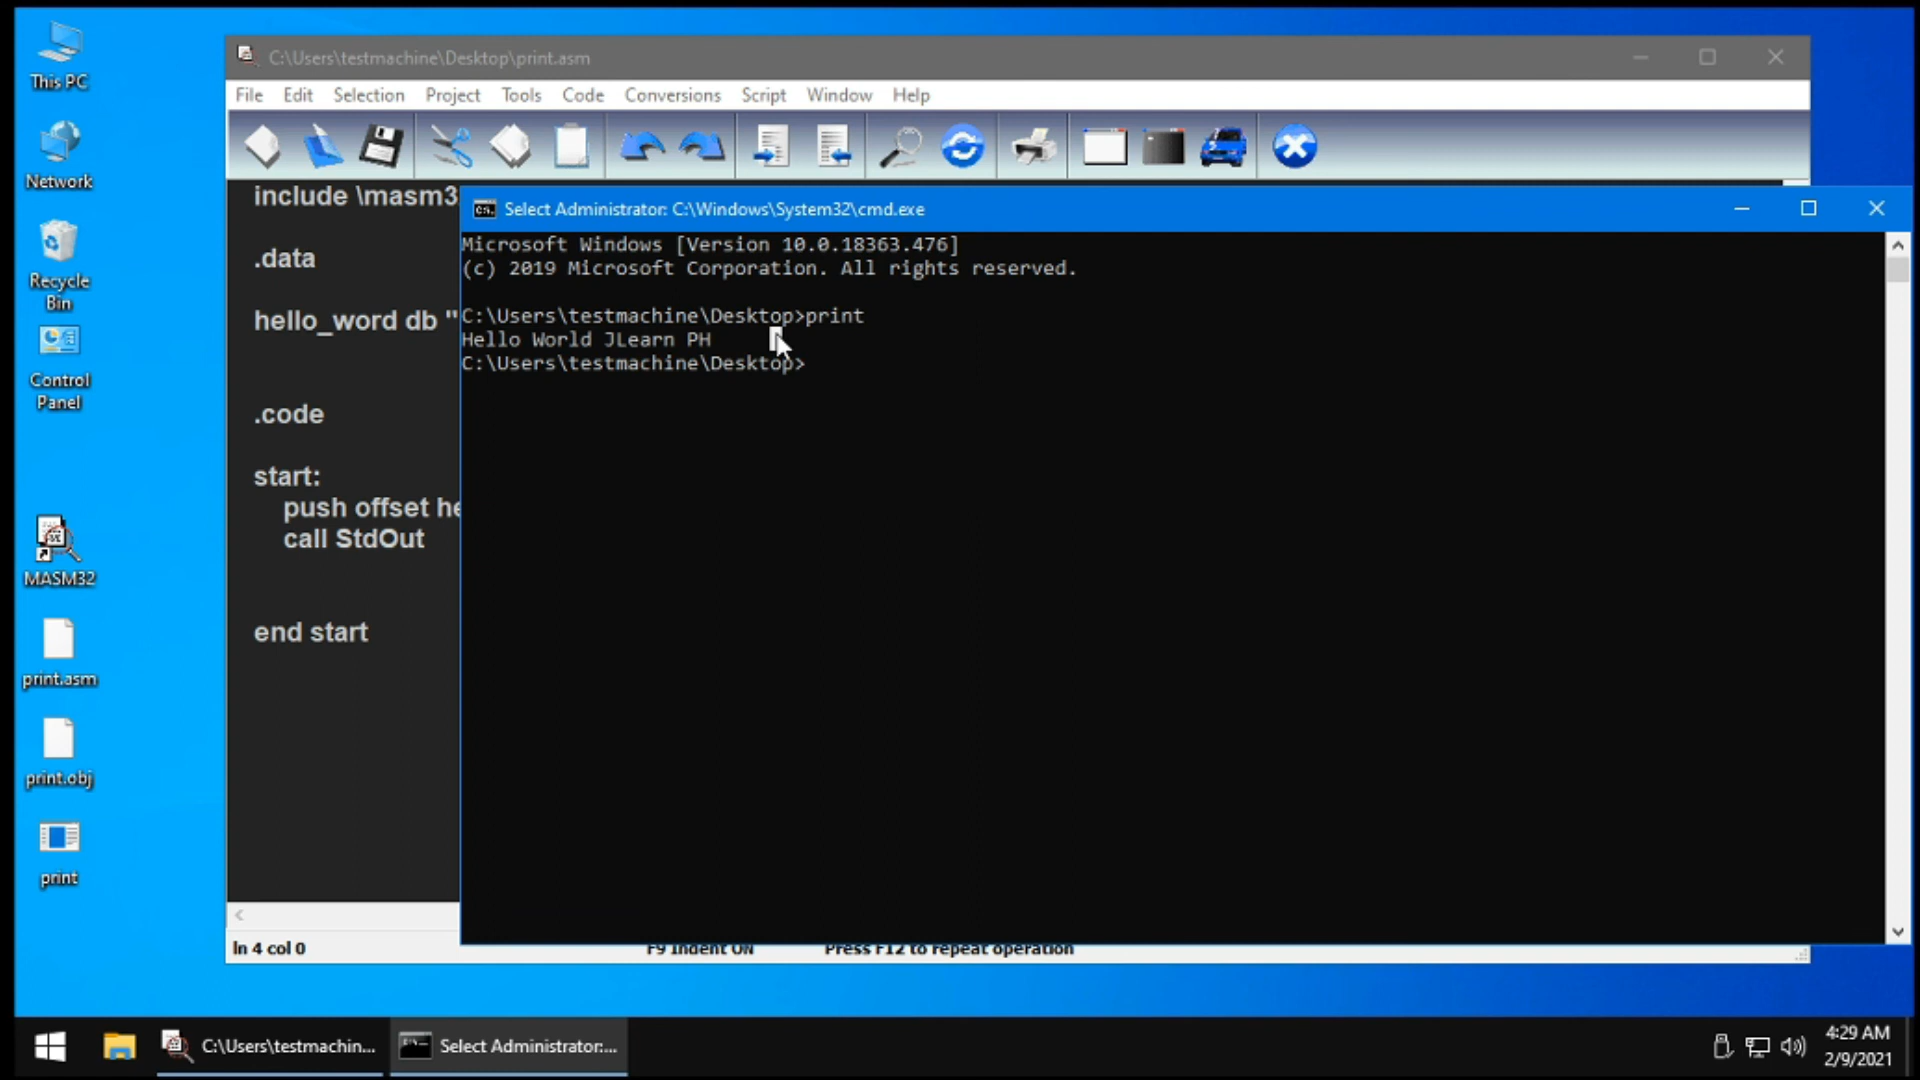 This PC
Network
Recycle
Bin
Control
Panel
MASM32
print.asm
print.obj
print
C:\Users\testmachine\Desktop\print.asm
File Edit Selection Project Tools Code Conversions Script Window Help
include \masm3
.data
hello_word db "
.code
start:
push offset he
call StdOut
end start
ln 4 col 0 F9 Indent ON Press F12 to repeat operation
Select Administrator: C:\Windows\System32\cmd.exe
Microsoft Windows [Version 10.0.18363.476]
(c) 2019 Microsoft Corporation. All rights reserved.
C:\Users\testmachine\Desktop>print
Hello World JLearn PH
C:\Users\testmachine\Desktop>
C:\Users\testmachin...
Select Administrator:...
4:29 AM
2/9/2021